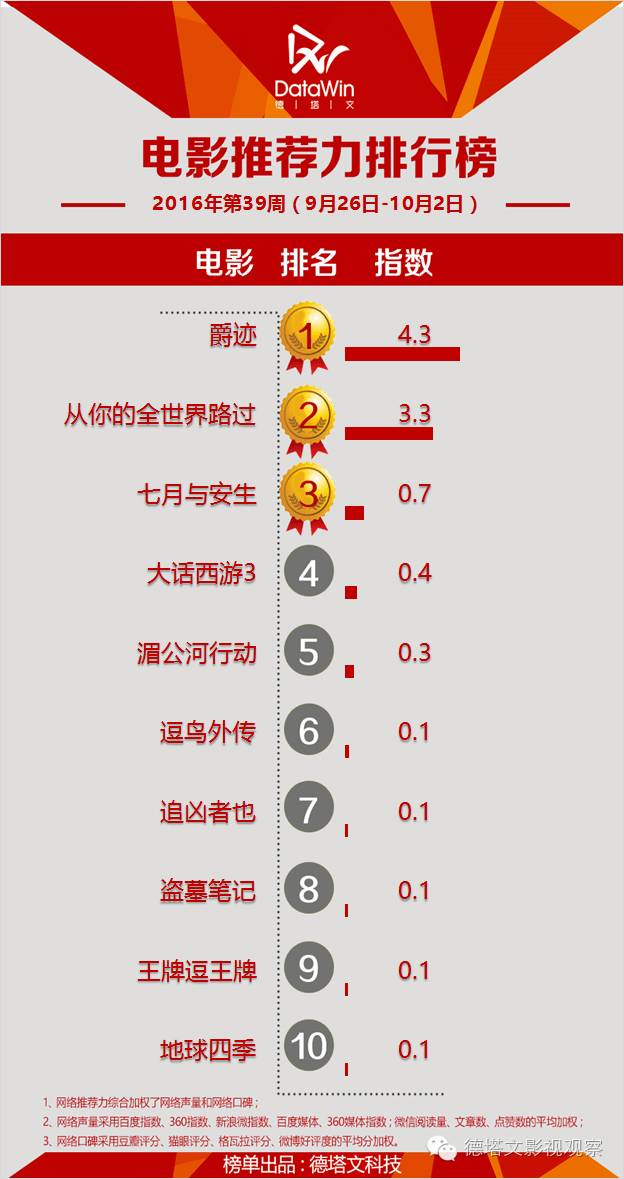 DataWin
德 | 塔 | 文
电影推荐力排行榜
2016年第39周（9月26日-10月2日）
电影 排名 指数
爵迹 1 4.3
从你的全世界路过 2 3.3
七月与安生 3 0.7
大话西游3 4 0.4
湄公河行动 5 0.3
逗鸟外传 6 0.1
追凶者也 7 0.1
盗墓笔记 8 0.1
王牌逗王牌 9 0.1
地球四季 10 0.1
1、网络推荐力综合加权了网络声量和网络口碑；
2、网络声量采用百度指数、360指数、新浪微指数、百度媒体、360媒体指数；微信阅读量、文章数、点赞数的平均加权；
3、网络口碑采用豆瓣评分、猫眼评分、格瓦拉评分、微博好评度的平均分加权。
德塔文影视观察
榜单出品：德塔文科技